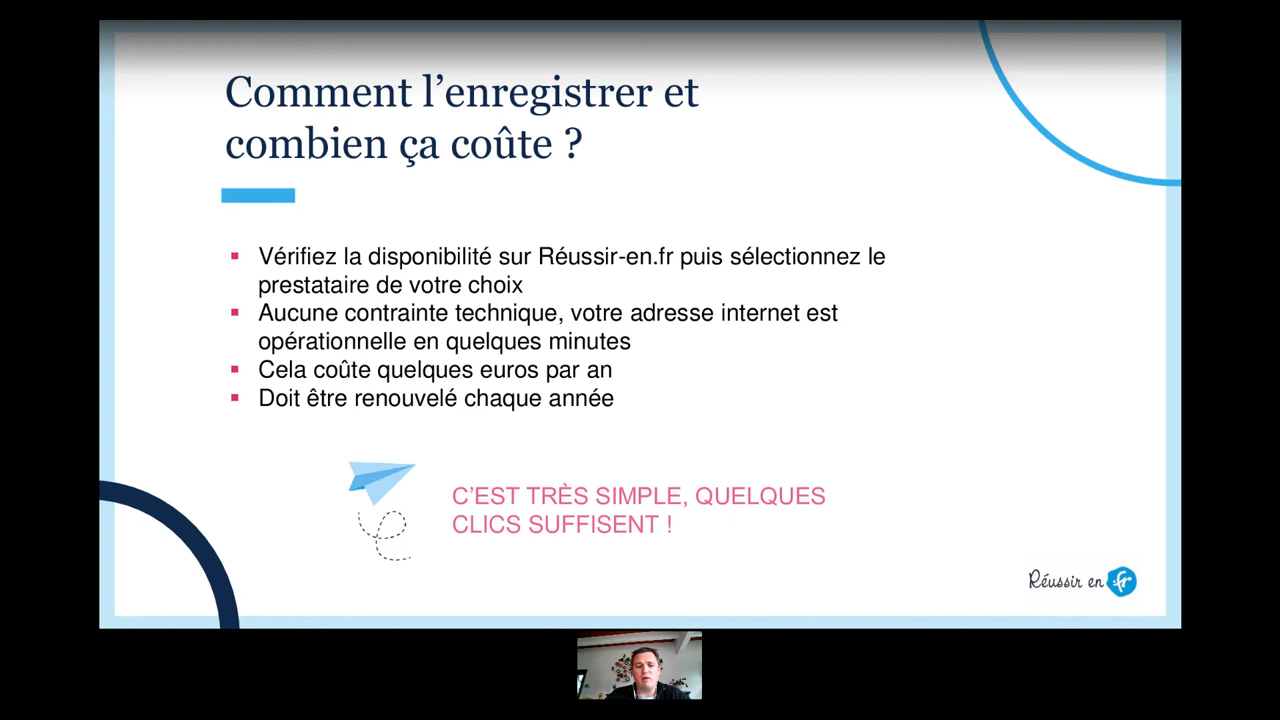 Comment l’enregistrer et
combien ça coûte ?
▪ Vérifiez la disponibilité sur Réussir-en.fr puis sélectionnez le
prestataire de votre choix
▪ Aucune contrainte technique, votre adresse internet est
opérationnelle en quelques minutes
▪ Cela coûte quelques euros par an
▪ Doit être renouvelé chaque année
C’EST TRÈS SIMPLE, QUELQUES
CLICS SUFFISENT !
Réussir en .fr